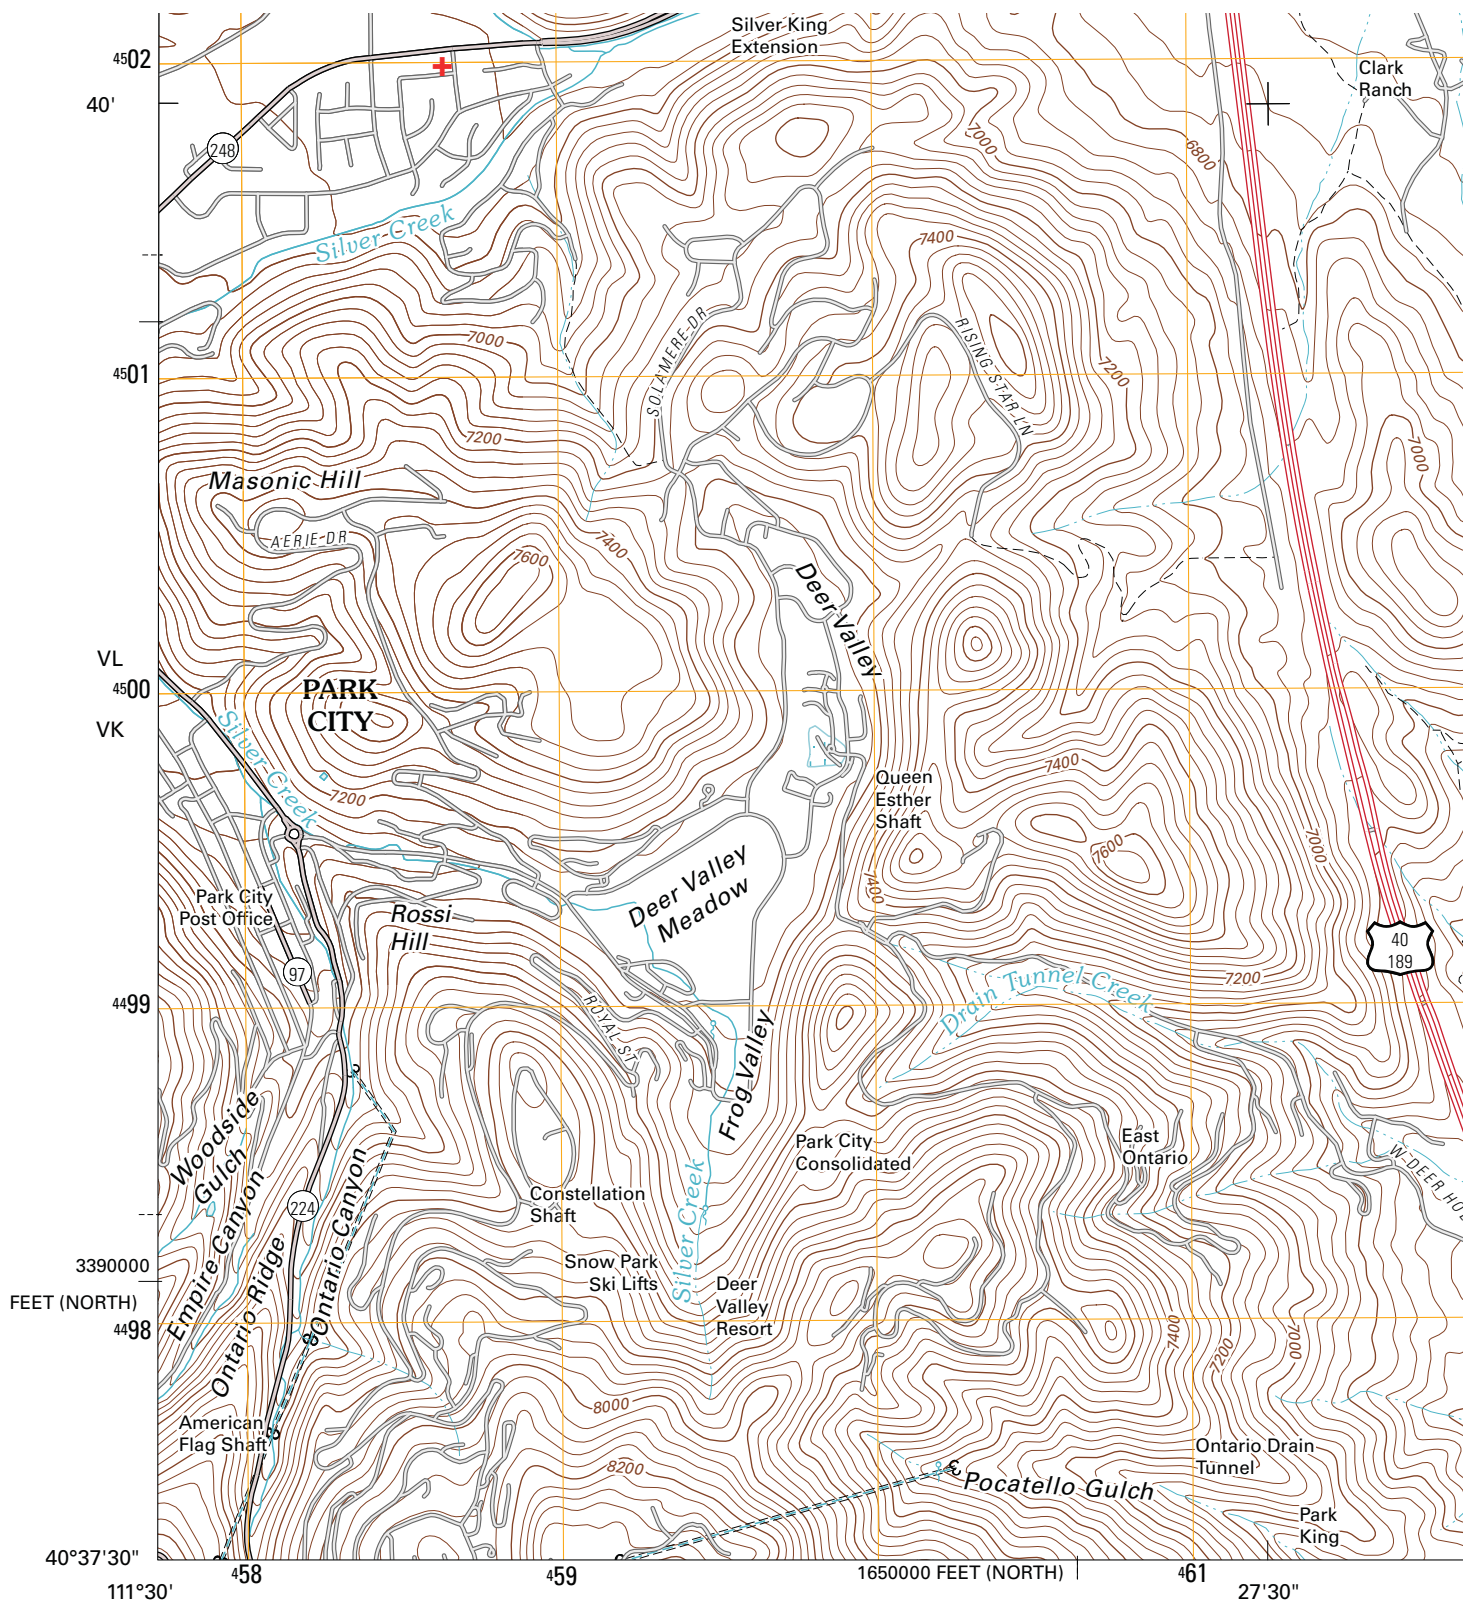 Silver King
Extension
4502
Clark
Ranch
40'
248
7000
6800
Silver Creek
7400
7000
SOLAMERE DR
RISING STAR LN
4501
7200
7200
7000
Masonic Hill
AERIE DR
7400
7600
Deer Valley
VL
4500
PARK
CITY
VK
Silver Creek
7400
Queen
Esther
Shaft
7200
7000
7600
Deer Valley
Meadow
7400
Park City
Post Office
Rossi
Hill
40
189
97
7200
Drain Tunnel Creek
4499
ROYAL ST
Frog Valley
Woodside
Gulch
Park City
Consolidated
East
Ontario
W DEER HO
Empire Canyon
Ontario Canyon
224
Constellation
Shaft
Silver Creek
Ontario Ridge
3390000
FEET (NORTH)
Snow Park
Ski Lifts
Deer
Valley
Resort
4498
7400
7200
7000
8000
American
Flag Shaft
8200
Ontario Drain
Tunnel
Pocatello Gulch
Park
King
40°37'30"
458
459
1650000 FEET (NORTH)
461
111°30'
27'30"